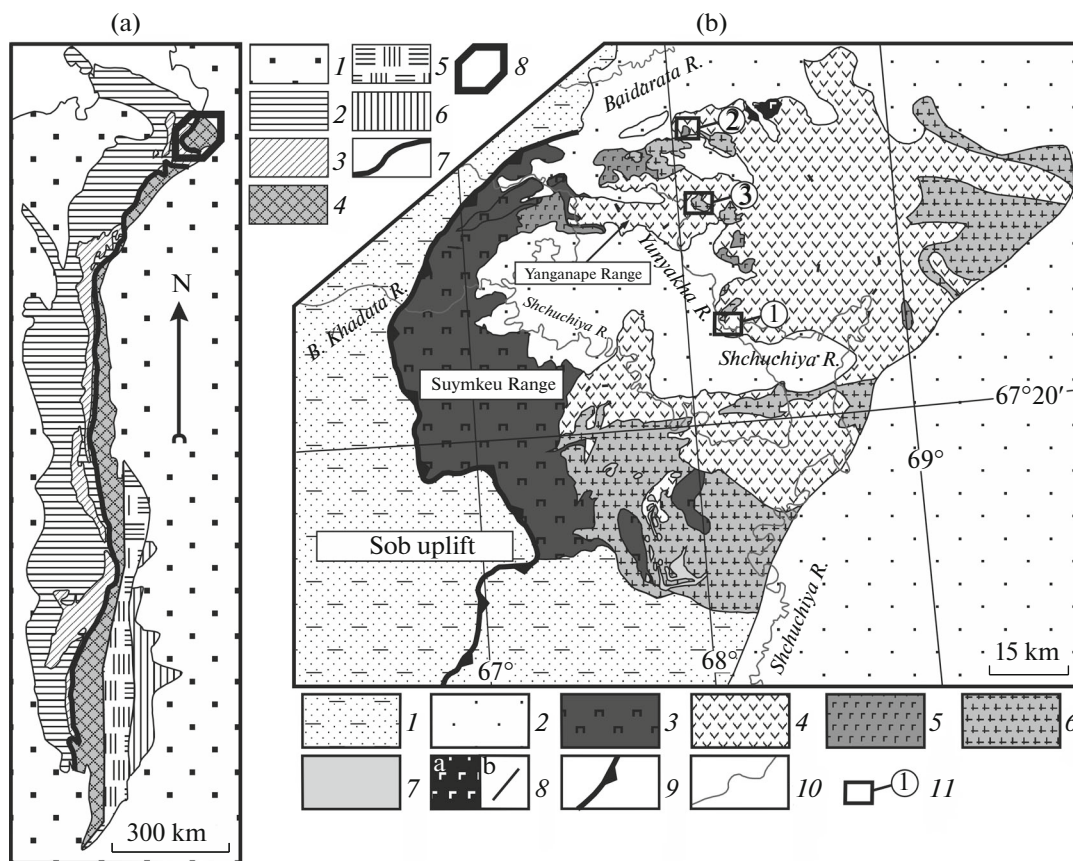 (a)
(b)
1
2
3
4
5
6
7
8
N
300 km
Baidarata R.
2
3
Yanganape Range
Yunyakha R.
B. Khadata R.
Shchuchiya R.
1
Shchuchiya R.
Suymkeu Range
67°20′
69°
Sob uplift
Shchuchiya R.
67°
68°
15 km
1
2
3
4
5
6
7
a
b
8
9
10
1
11